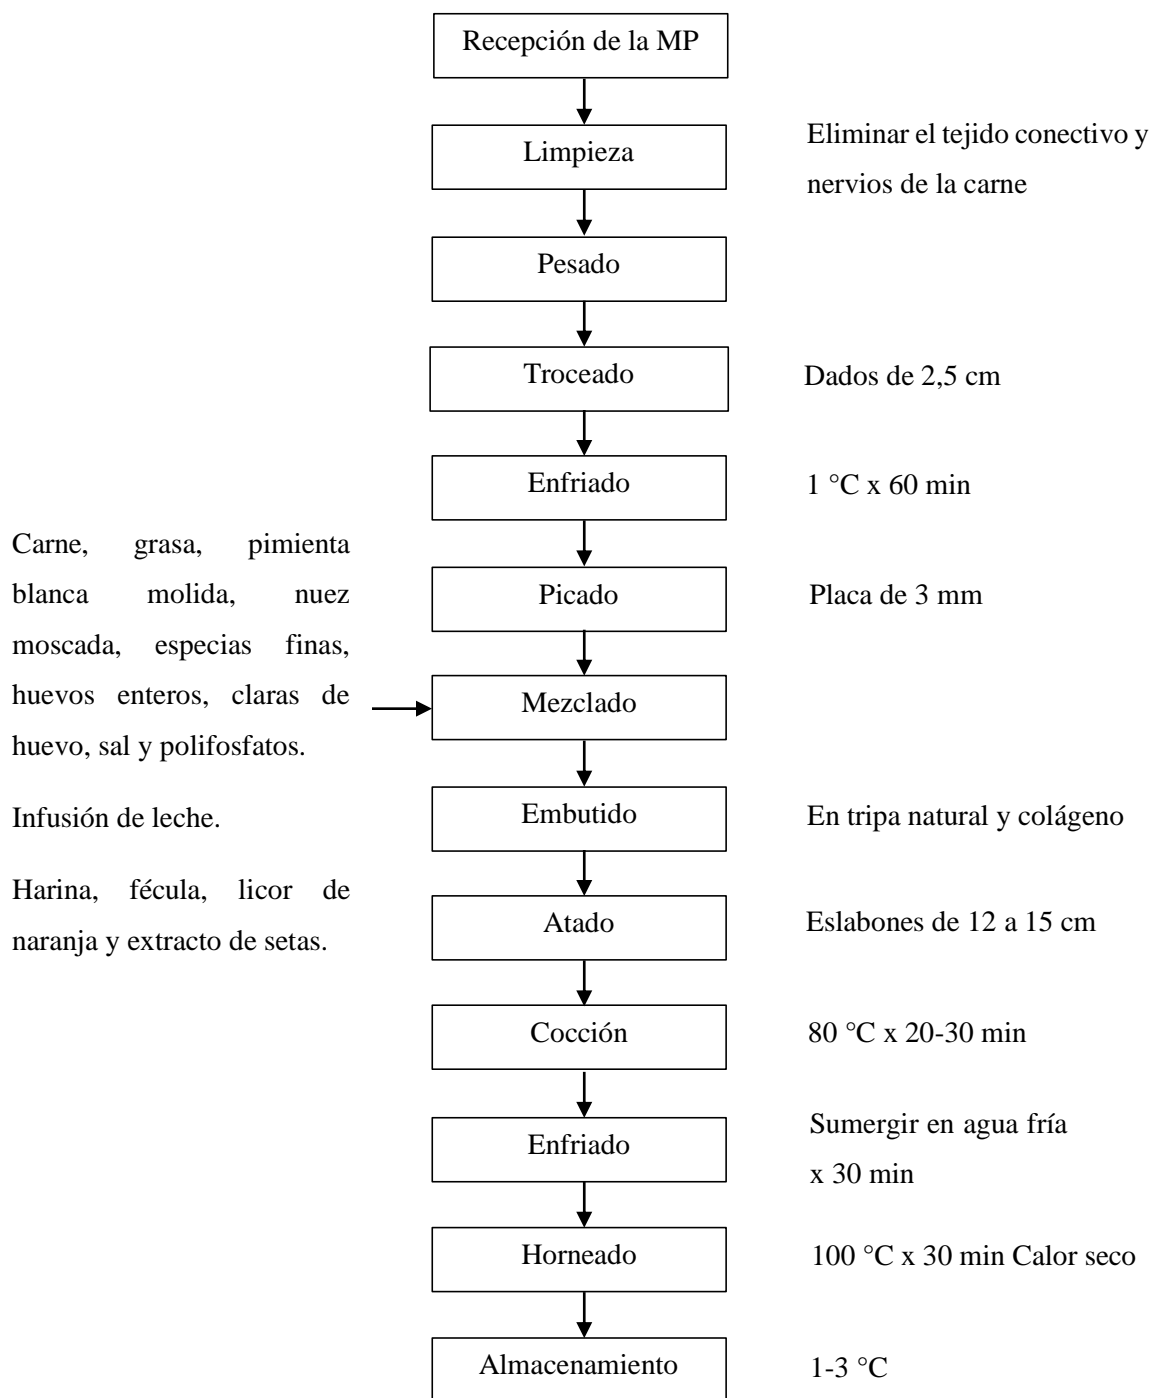 Recepción de la MP
Limpieza
Eliminar el tejido conectivo y
nervios de la carne
Pesado
Troceado
Dados de 2,5 cm
Enfriado
1 °C x 60 min
Picado
Placa de 3 mm
Carne, grasa, pimienta
blanca molida, nuez
moscada, especias finas,
huevos enteros, claras de
huevo, sal y polifosfatos.
Infusión de leche.
Harina, fécula, licor de
naranja y extracto de setas.
Mezclado
Embutido
En tripa natural y colágeno
Atado
Eslabones de 12 a 15 cm
Cocción
80 °C x 20-30 min
Enfriado
Sumergir en agua fría
x 30 min
Horneado
100 °C x 30 min Calor seco
Almacenamiento
1-3 °C